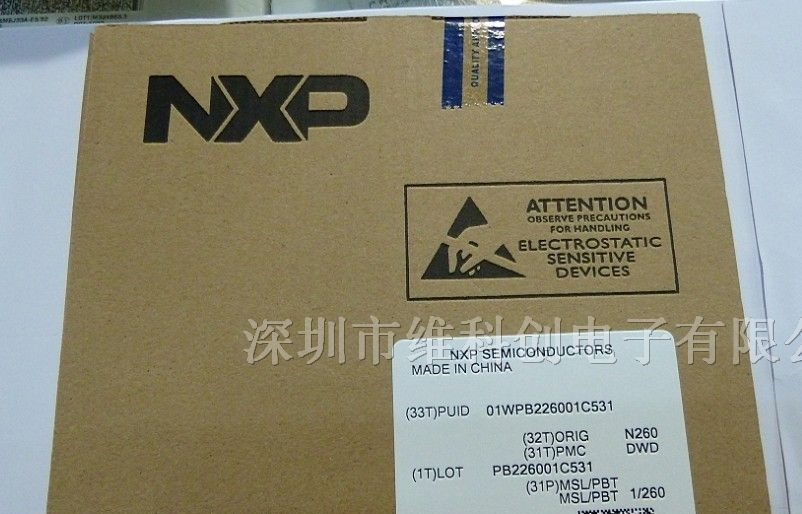 NXP
QUALITY
ATTENTION
OBSERVE PRECAUTIONS
FOR HANDLING
ELECTROSTATIC
SENSITIVE
DEVICES
深圳市维科创电子有限
NXP SEMICONDUCTORS
MADE IN CHINA
(33T)PUID 01WPB226001C531
(32T)ORIG N260
(31T)PMC DWD
(1T)LOT PB226001C531
(31P)MSL/PBT
MSL/PBT 1/260